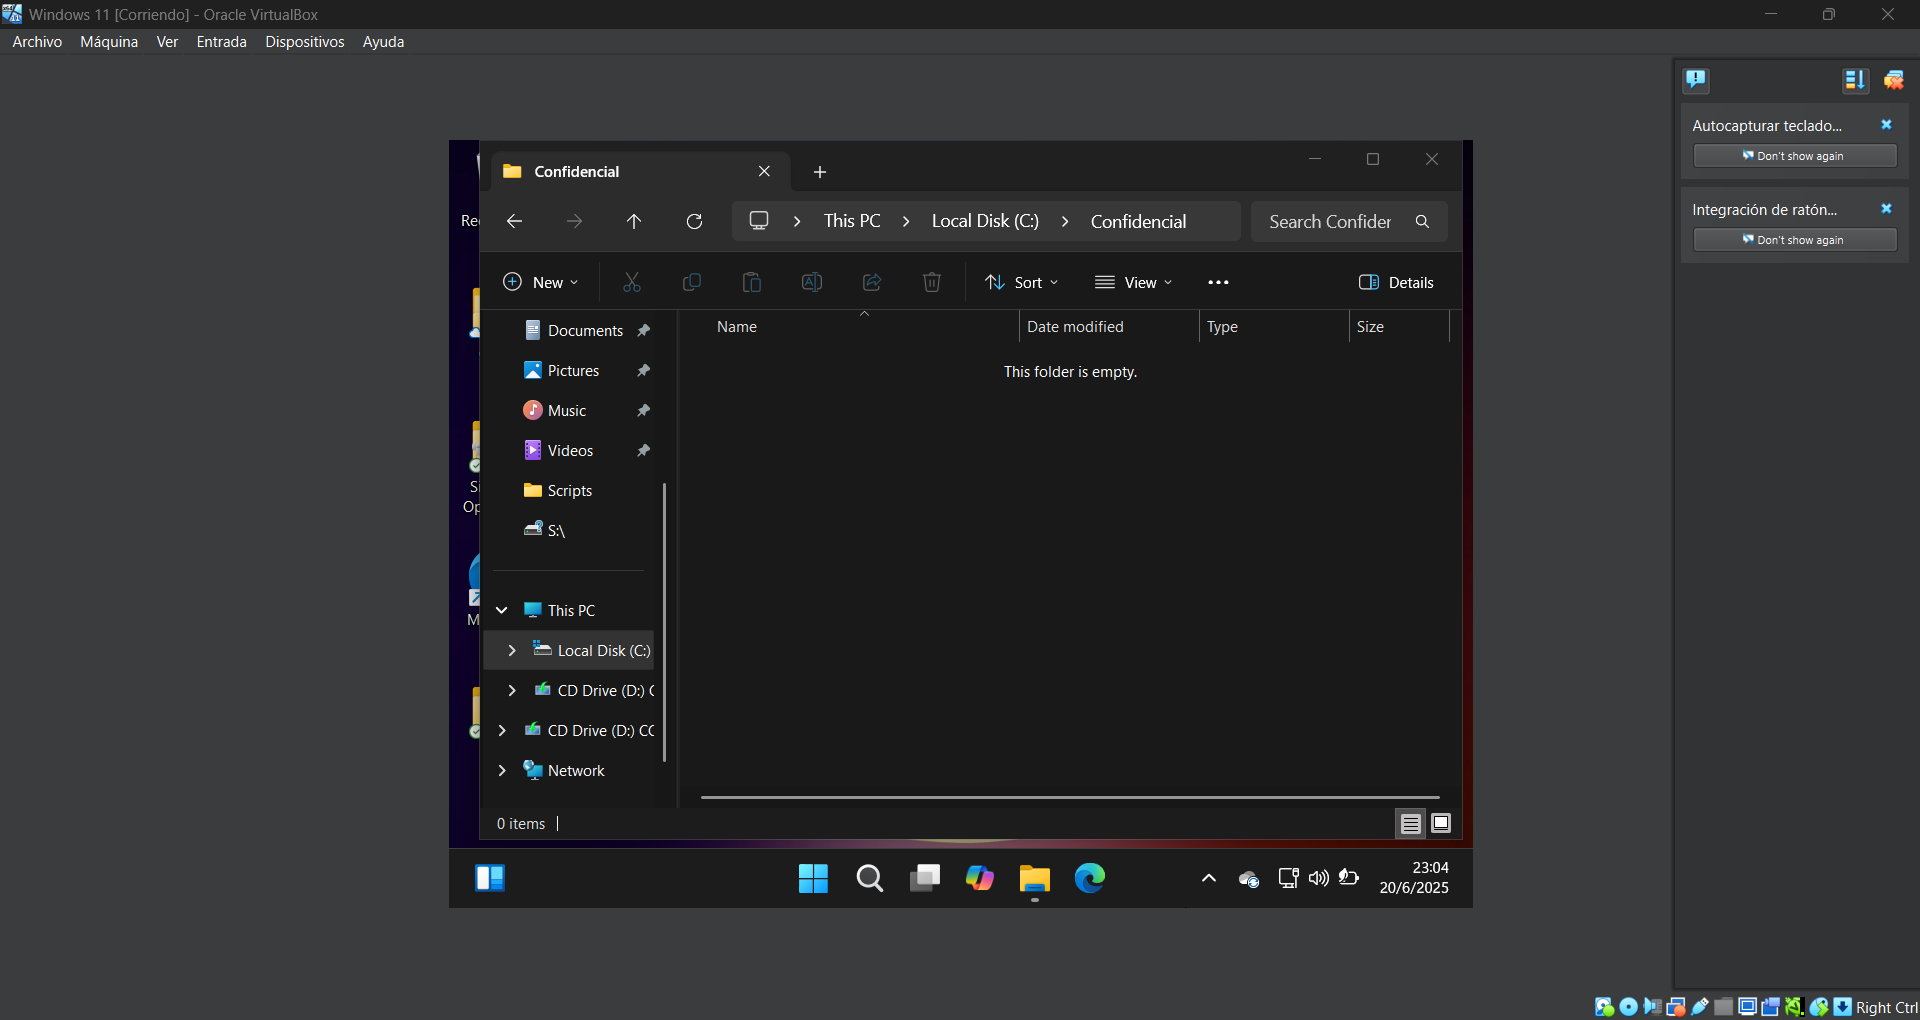 Windows 11 [Corriendo] - Oracle VirtualBox
Archivo Máquina Ver Entrada Dispositivos Ayuda
Autocapturar teclado...
Don't show again
Integración de ratón...
Don't show again
Confidencial
This PC Local Disk (C:) Confidencial
Search Confider
New Sort View Details
Documents
Pictures
Music
Videos
Scripts
S:\
This PC
Local Disk (C:)
CD Drive (D:) C
CD Drive (D:) CC
Network
Name Date modified Type Size
This folder is empty.
0 items
Re
Si
Op
M
23:04
20/6/2025
Right Ctrl